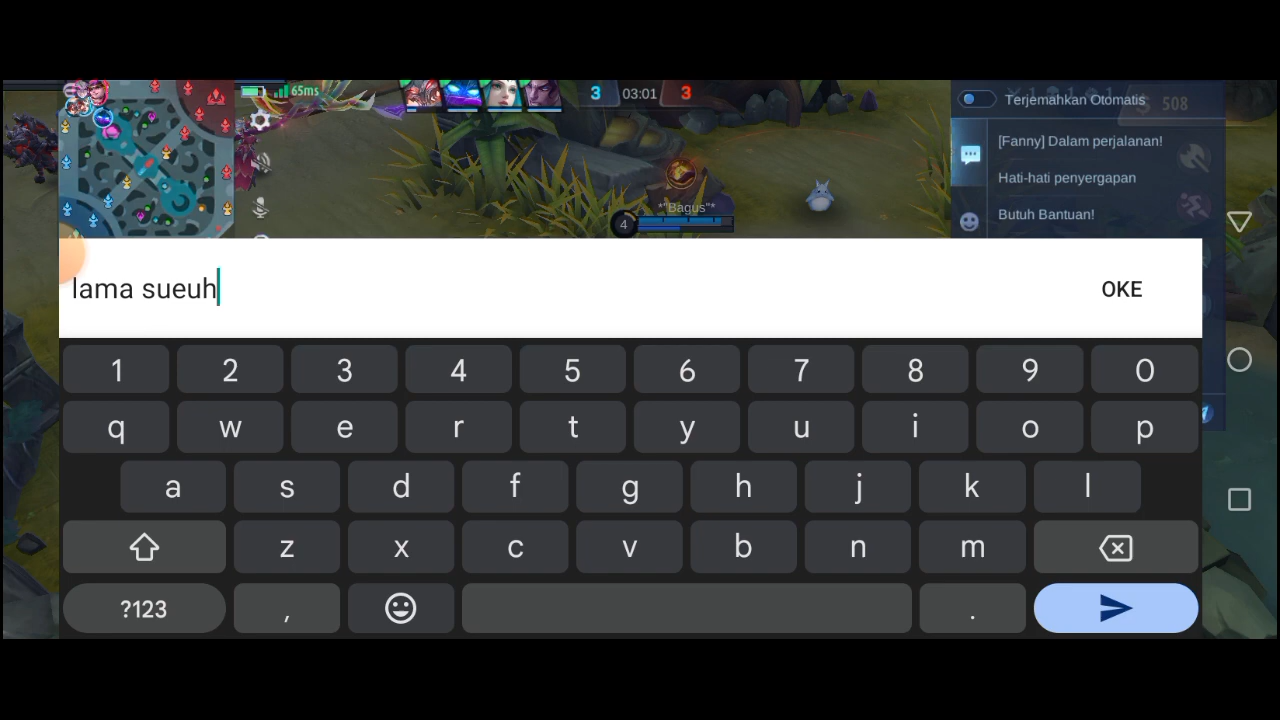 65ms
3 03:01 3
Terjemahkan Otomatis
508
[Fanny] Dalam perjalanan!
Hati-hati penyergapan
Butuh Bantuan!
*"Bagus"*
4
lama sueuh
OKE
1 2 3 4 5 6 7 8 9 0
q w e r t y u i o p
a s d f g h j k l
z x c v b n m
?123 , .